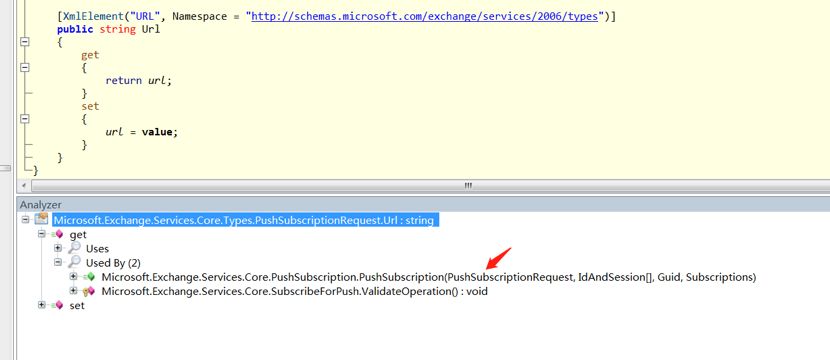 [XmlElement("URL", Namespace = "http://schemas.microsoft.com/exchange/services/2006/types")]
public string Url
{
get
{
return url;
}
set
{
url = value;
}
}
}
Analyzer
Microsoft.Exchange.Services.Core.Types.PushSubscriptionRequest.Url : string
get
Uses
Used By (2)
Microsoft.Exchange.Services.Core.PushSubscription.PushSubscription(PushSubscriptionRequest, IdAndSession[], Guid, Subscriptions)
Microsoft.Exchange.Services.Core.SubscribeForPush.ValidateOperation() : void
set